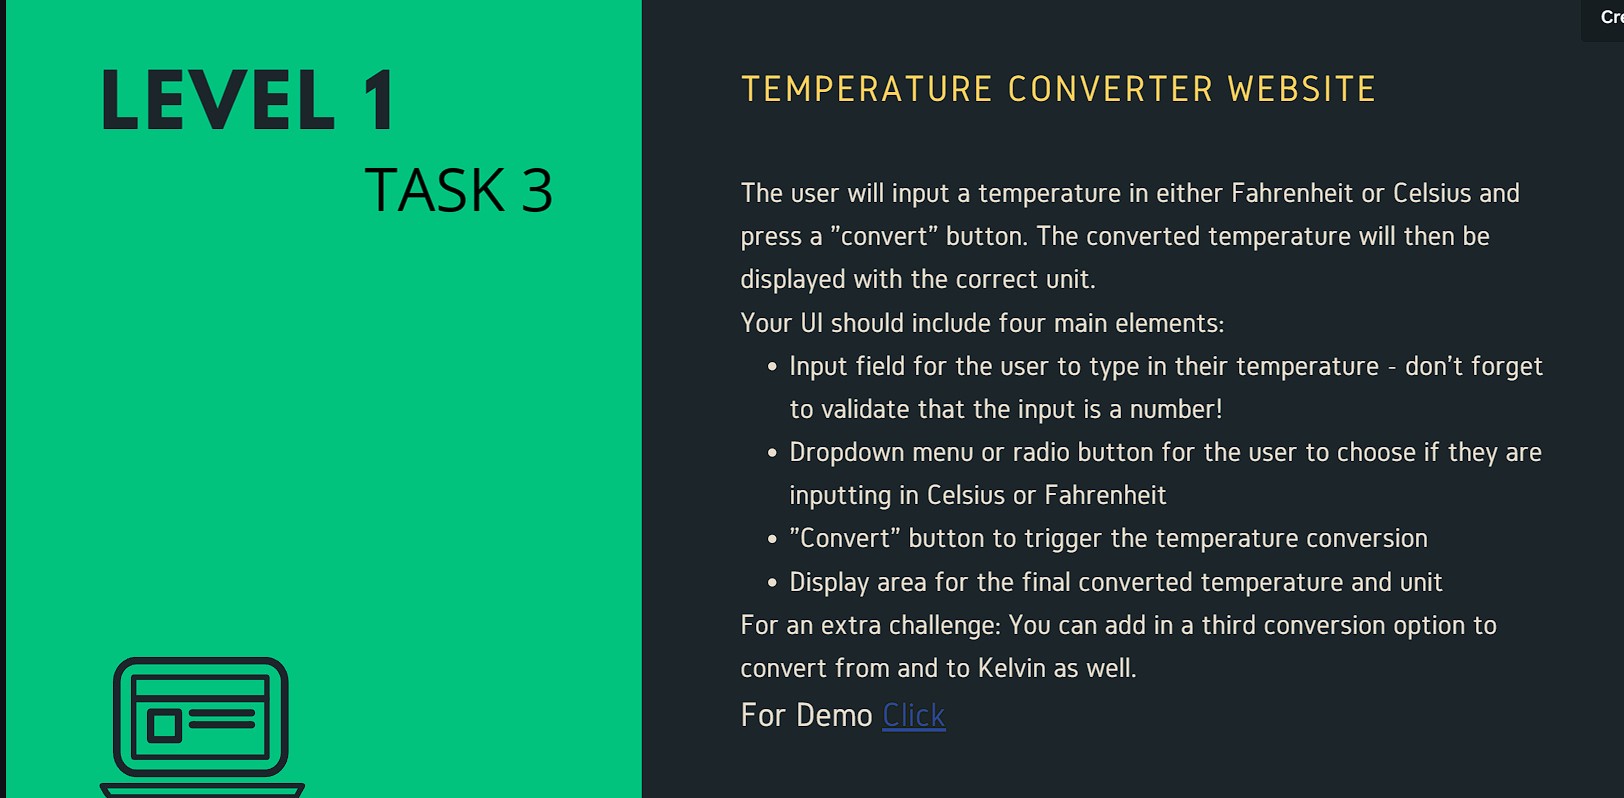 LEVEL 1
TASK 3
Cre
TEMPERATURE CONVERTER WEBSITE
The user will input a temperature in either Fahrenheit or Celsius and
press a ”convert” button. The converted temperature will then be
displayed with the correct unit.
Your UI should include four main elements:
• Input field for the user to type in their temperature - don’t forget
to validate that the input is a number!
• Dropdown menu or radio button for the user to choose if they are
inputting in Celsius or Fahrenheit
• ”Convert” button to trigger the temperature conversion
• Display area for the final converted temperature and unit
For an extra challenge: You can add in a third conversion option to
convert from and to Kelvin as well.
For Demo Click